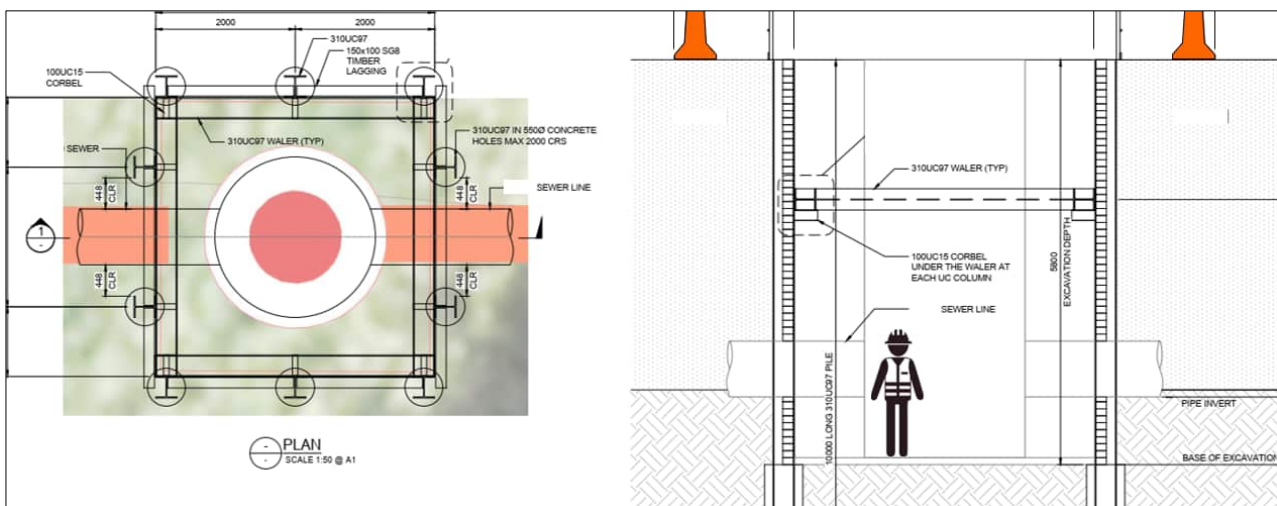 2000
2000
310UC97
150x100 SG8
TIMBER
LAGGING
100UC15
CORBEL
310UC97 WALER (TYP)
310UC97 IN 550Ø CONCRETE
HOLES MAX 2000 CRS
SEWER
448
CLR
448
CLR
SEWER LINE
1
-
448
CLR
448
CLR
-
-
PLAN
SCALE 1:50 @ A1
310UC97 WALER (TYP)
100UC15 CORBEL
UNDER THE WALER AT
EACH UC COLUMN
5800
EXCAVATION DEPTH
SEWER LINE
10000 LONG 310UC97 PILE
PIPE INVERT
BASE OF EXCAVATION